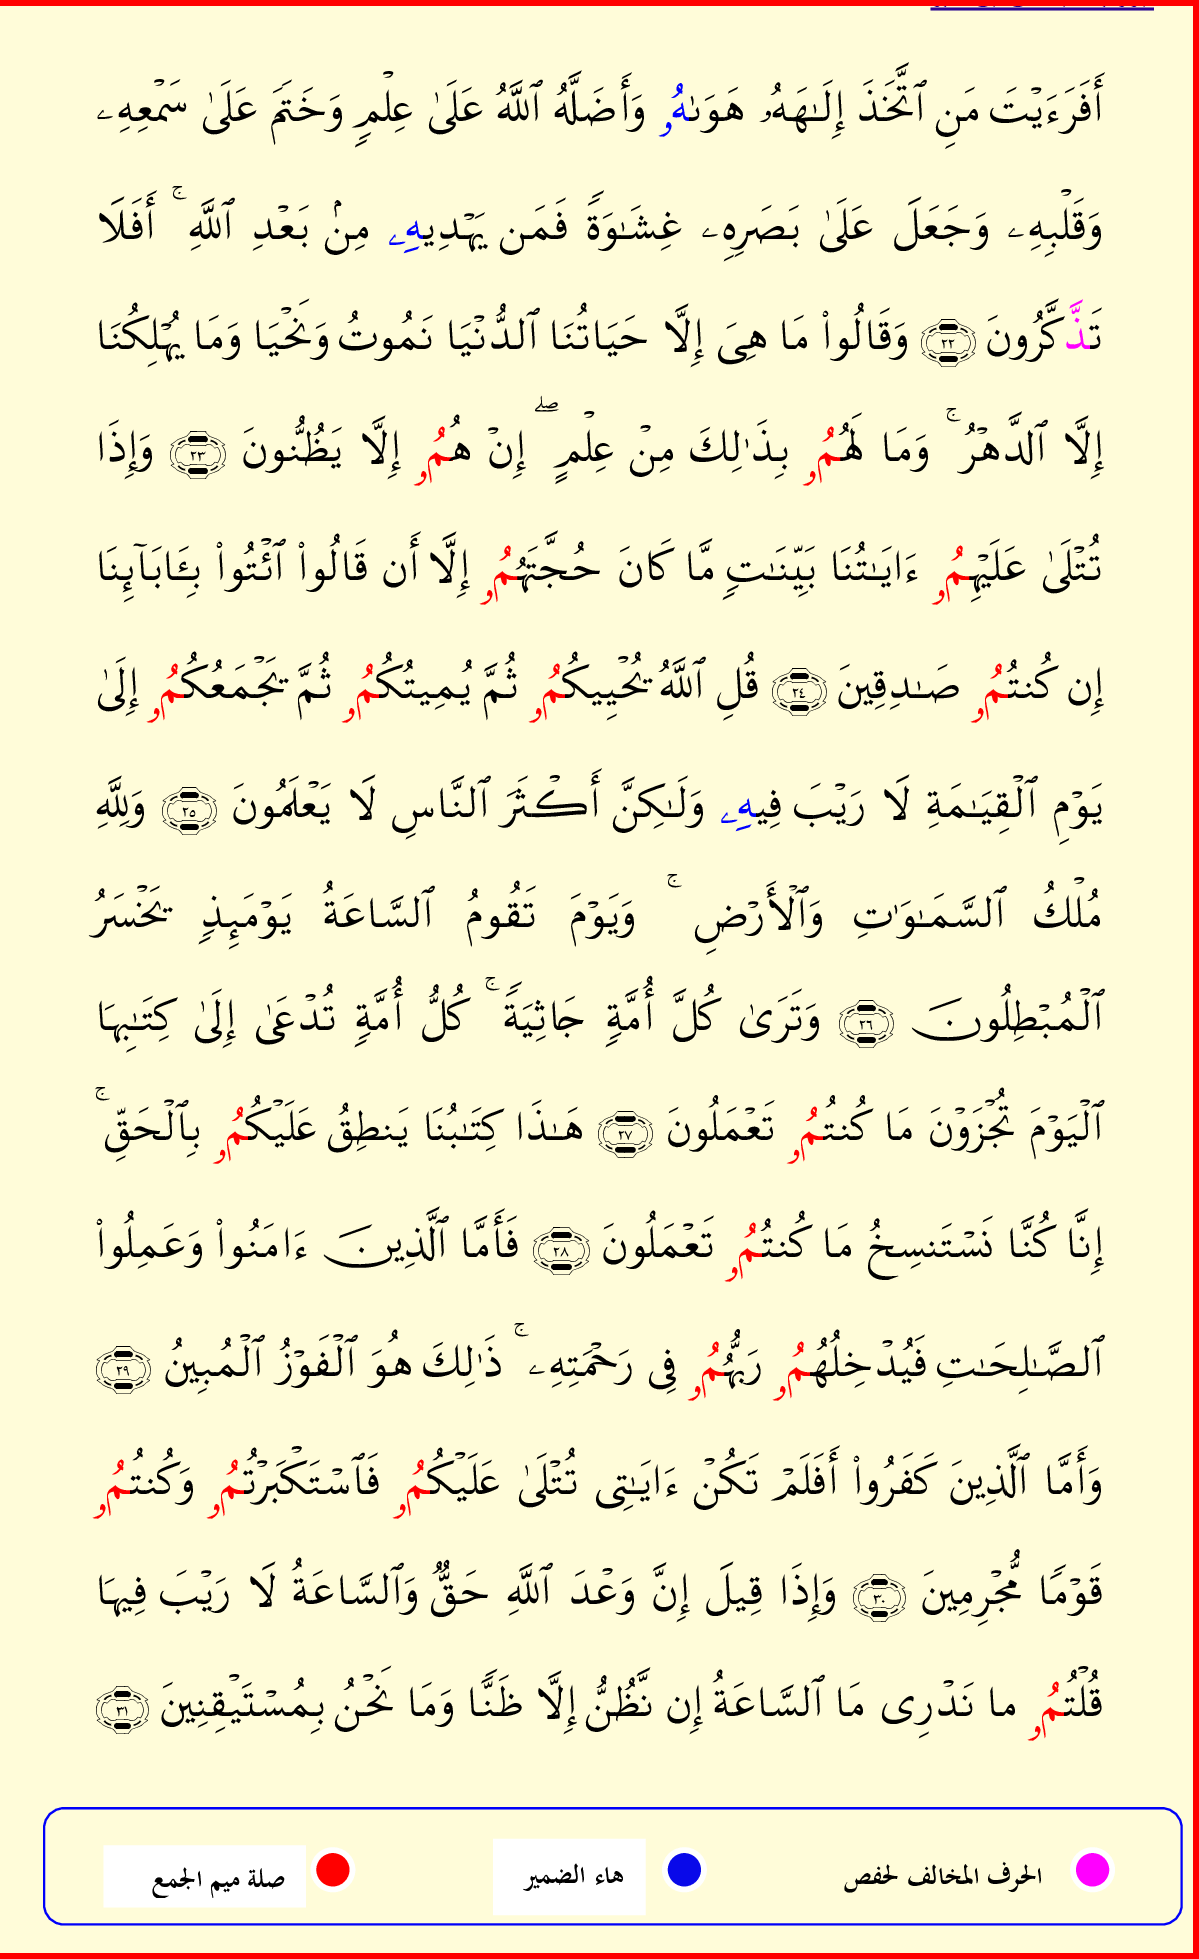 أَفَرَءَيْتَ مَنِ ٱتَّخَذَ إِلَـٰهَهُۥ هَوَىٰهُۥ وَأَضَلَّهُ ٱللَّهُ عَلَىٰ عِلْمٍ وَخَتَمَ عَلَىٰ سَمْعِهِۦ
وَقَلْبِهِۦ وَجَعَلَ عَلَىٰ بَصَرِهِۦ غِشَـٰوَةً فَمَن يَهْدِيهِۦ مِنۢ بَعْدِ ٱللَّهِ ۚ أَفَلَا
تَذَّكَّرُونَ ٢٢ وَقَالُوا۟ مَا هِىَ إِلَّا حَيَاتُنَا ٱلدُّنْيَا نَمُوتُ وَنَحْيَا وَمَا يُهْلِكُنَا
إِلَّا ٱلدَّهْرُ ۚ وَمَا لَهُمُۥ بِذَٰلِكَ مِنْ عِلْمٍ ۖ إِنْ هُمُۥ إِلَّا يَظُنُّونَ ٢٣ وَإِذَا
تُتْلَىٰ عَلَيْهِمُۥ ءَايَـٰتُنَا بَيِّنَـٰتٍ مَّا كَانَ حُجَّتَهُمُۥ إِلَّا أَن قَالُوا۟ ٱئْتُوا۟ بِـَٔابَآئِنَا
إِن كُنتُمُۥ صَـٰدِقِينَ ٢٤ قُلِ ٱللَّهُ يُحْيِيكُمُۥ ثُمَّ يُمِيتُكُمُۥ ثُمَّ يَجْمَعُكُمُۥ إِلَىٰ
يَوْمِ ٱلْقِيَـٰمَةِ لَا رَيْبَ فِيهِۦ وَلَـٰكِنَّ أَكْثَرَ ٱلنَّاسِ لَا يَعْلَمُونَ ٢٥ وَلِلَّهِ
مُلْكُ ٱلسَّمَـٰوَٰتِ وَٱلْأَرْضِ ۚ وَيَوْمَ تَقُومُ ٱلسَّاعَةُ يَوْمَئِذٍ يَخْسَرُ
ٱلْمُبْطِلُونَ ٢٦ وَتَرَىٰ كُلَّ أُمَّةٍ جَاثِيَةً ۚ كُلُّ أُمَّةٍ تُدْعَىٰ إِلَىٰ كِتَـٰبِهَا
ٱلْيَوْمَ تُجْزَوْنَ مَا كُنتُمُۥ تَعْمَلُونَ ٢٧ هَـٰذَا كِتَـٰبُنَا يَنطِقُ عَلَيْكُمُۥ بِٱلْحَقِّ ۚ
إِنَّا كُنَّا نَسْتَنسِخُ مَا كُنتُمُۥ تَعْمَلُونَ ٢٨ فَأَمَّا ٱلَّذِينَ ءَامَنُوا۟ وَعَمِلُوا۟
ٱلصَّـٰلِحَـٰتِ فَيُدْخِلُهُمُۥ رَبُّهُمُۥ فِى رَحْمَتِهِۦ ۚ ذَٰلِكَ هُوَ ٱلْفَوْزُ ٱلْمُبِينُ ٢٩
وَأَمَّا ٱلَّذِينَ كَفَرُوا۟ أَفَلَمْ تَكُنْ ءَايَـٰتِى تُتْلَىٰ عَلَيْكُمُۥ فَٱسْتَكْبَرْتُمُۥ وَكُنتُمُۥ
قَوْمًا مُّجْرِمِينَ ٣٠ وَإِذَا قِيلَ إِنَّ وَعْدَ ٱللَّهِ حَقٌّ وَٱلسَّاعَةُ لَا رَيْبَ فِيهَا
قُلْتُمُۥ ما نَدْرِى مَا ٱلسَّاعَةُ إِن نَّظُنُّ إِلَّا ظَنًّا وَمَا نَحْنُ بِمُسْتَيْقِنِينَ ٣١
الحرف المخالف لحفص هاء الضمير صلة ميم الجمع